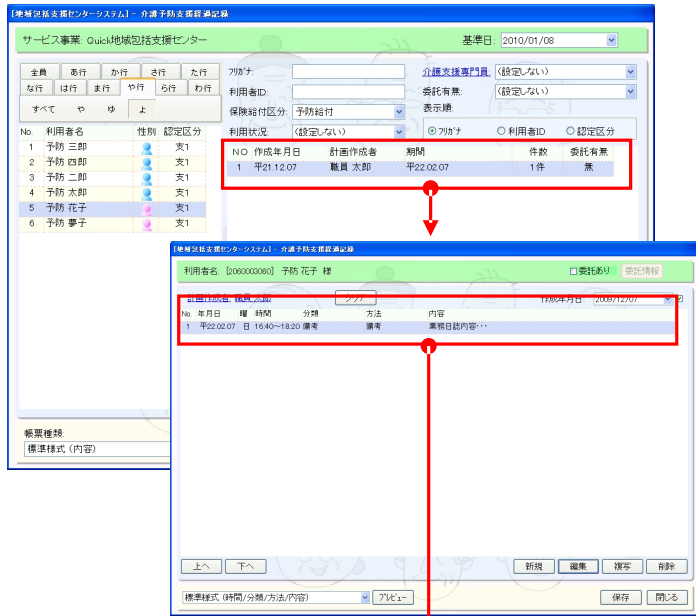 [地域包括支援センターシステム] - 介護予防支援経過記録
サービス事業: Quick地域包括支援センター
基準日: 2010/01/08
全員 あ行 か行 さ行 た行
な行 は行 ま行 や行 ら行 わ行
すべて や ゆ よ
ﾌﾘｶﾞﾅ:
利用者ID:
保険給付区分: 予防給付
利用状況: (設定しない)
介護支援専門員: (設定しない)
委託有無: (設定しない)
表示順:
ﾌﾘｶﾞﾅ 利用者ID 認定区分
No. 利用者名 性別 認定区分
1 予防 三郎 支1
2 予防 四郎 支1
3 予防 二郎 支1
4 予防 太郎 支1
5 予防 花子 支1
6 予防 夢子 支1
NO 作成年月日 計画作成者 期間 件数 委託有無
1 平21.12.07 職員 太郎 平22.02.07 1件 無
帳票種類:
標準様式(内容)
[地域包括支援センターシステム] - 介護予防支援経過記録
利用者名: [2060003060] 予防 花子 様
委託あり 委託情報
計画作成者: 職員 太郎 クリア 作成年月日: 2009/12/07
No. 年月日 曜 時間 分類 方法 内容
1 平22.02.07 日 16:40～18:20 備考 備考 業務日誌内容・・・
上へ 下へ 新規 編集 複写 削除
標準様式(時間/分類/方法/内容) ﾌﾟﾚﾋﾞｭｰ 保存 閉じる